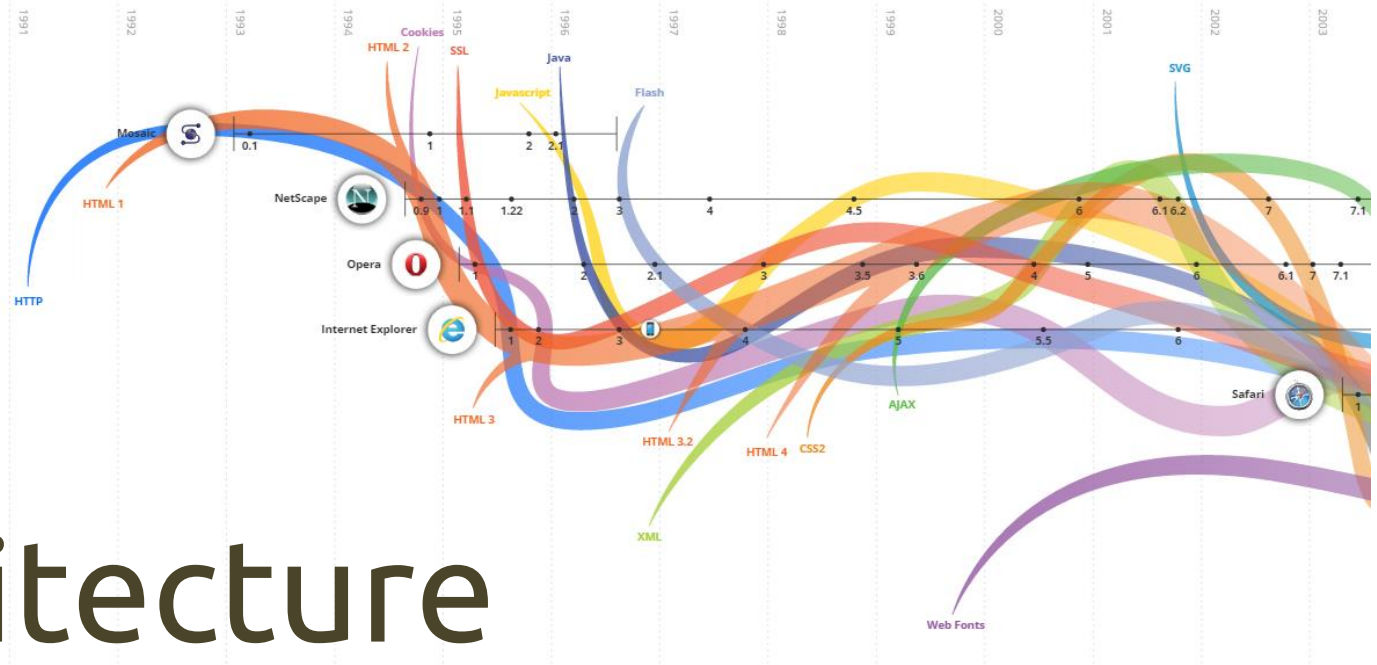 1991 1992 1993 1994 1995 1996 1997 1998 1999 2000 2001 2002 2003
Cookies
HTML 2
SSL
Java
SVG
Javascript
Flash
Mosaic
0.1 1 2 2.1
HTML 1
NetScape
0.9 1 1.1 1.22 2 3 4 4.5 6 6.1 6.2 7 7.1
Opera
1 2 2.1 3 3.5 3.6 4 5 6 6.1 7 7.1
HTTP
Internet Explorer
1 2 3 4 5 5.5 6
Safari
1
AJAX
HTML 3
HTML 3.2
HTML 4
CSS2
XML
itecture
Web Fonts